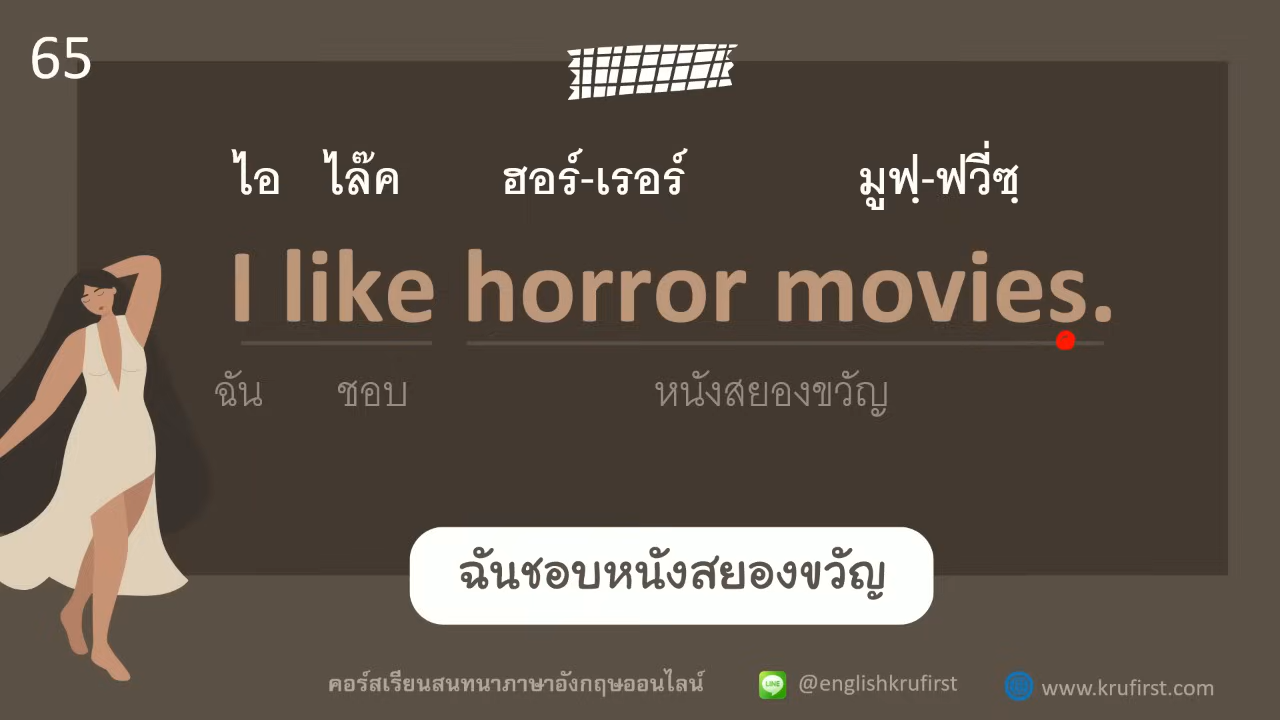 65
ไอ ไล๊ค ฮอร์-เรอร์ มูฟฺ-ฟวี่ซฺ
I like horror movies.
ฉัน ชอบ หนังสยองขวัญ
ฉันชอบหนังสยองขวัญ
คอร์สเรียนสนทนาภาษาอังกฤษออนไลน์ LINE @englishkrufirst www.krufirst.com